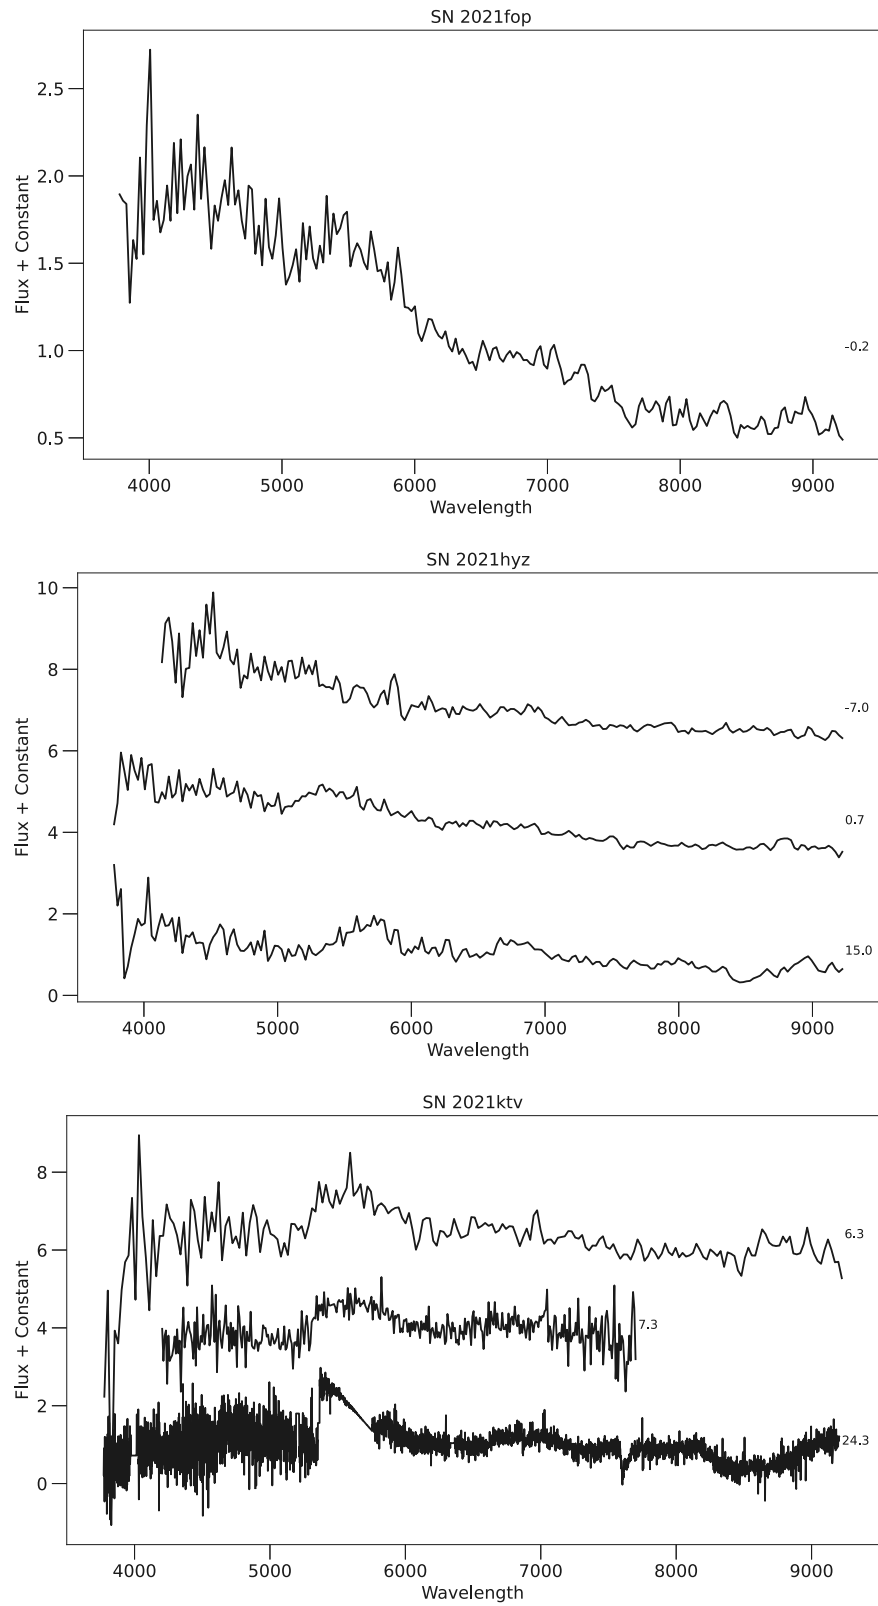 SN 2021fop
2.5
2.0
Flux + Constant
1.5
1.0
-0.2
0.5
4000 5000 6000 7000 8000 9000
Wavelength
SN 2021hyz
10
8
-7.0
6
Flux + Constant
0.7
4
2
15.0
0
4000 5000 6000 7000 8000 9000
Wavelength
SN 2021ktv
8
6.3
6
Flux + Constant
7.3
4
2
24.3
0
4000 5000 6000 7000 8000 9000
Wavelength